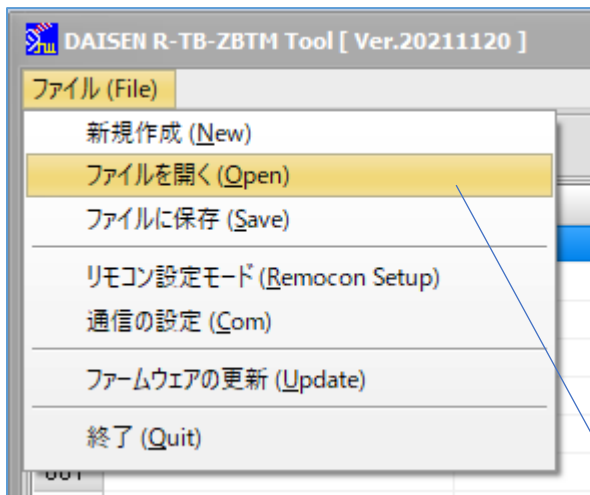 DAISEN R-TB-ZBTM Tool [ Ver.20211120 ]
ファイル (File)
新規作成 (New)
ファイルを開く(Open)
ファイルに保存 (Save)
リモコン設定モード(Remocon Setup)
通信の設定 (Com)
ファームウェアの更新 (Update)
終了 (Quit)